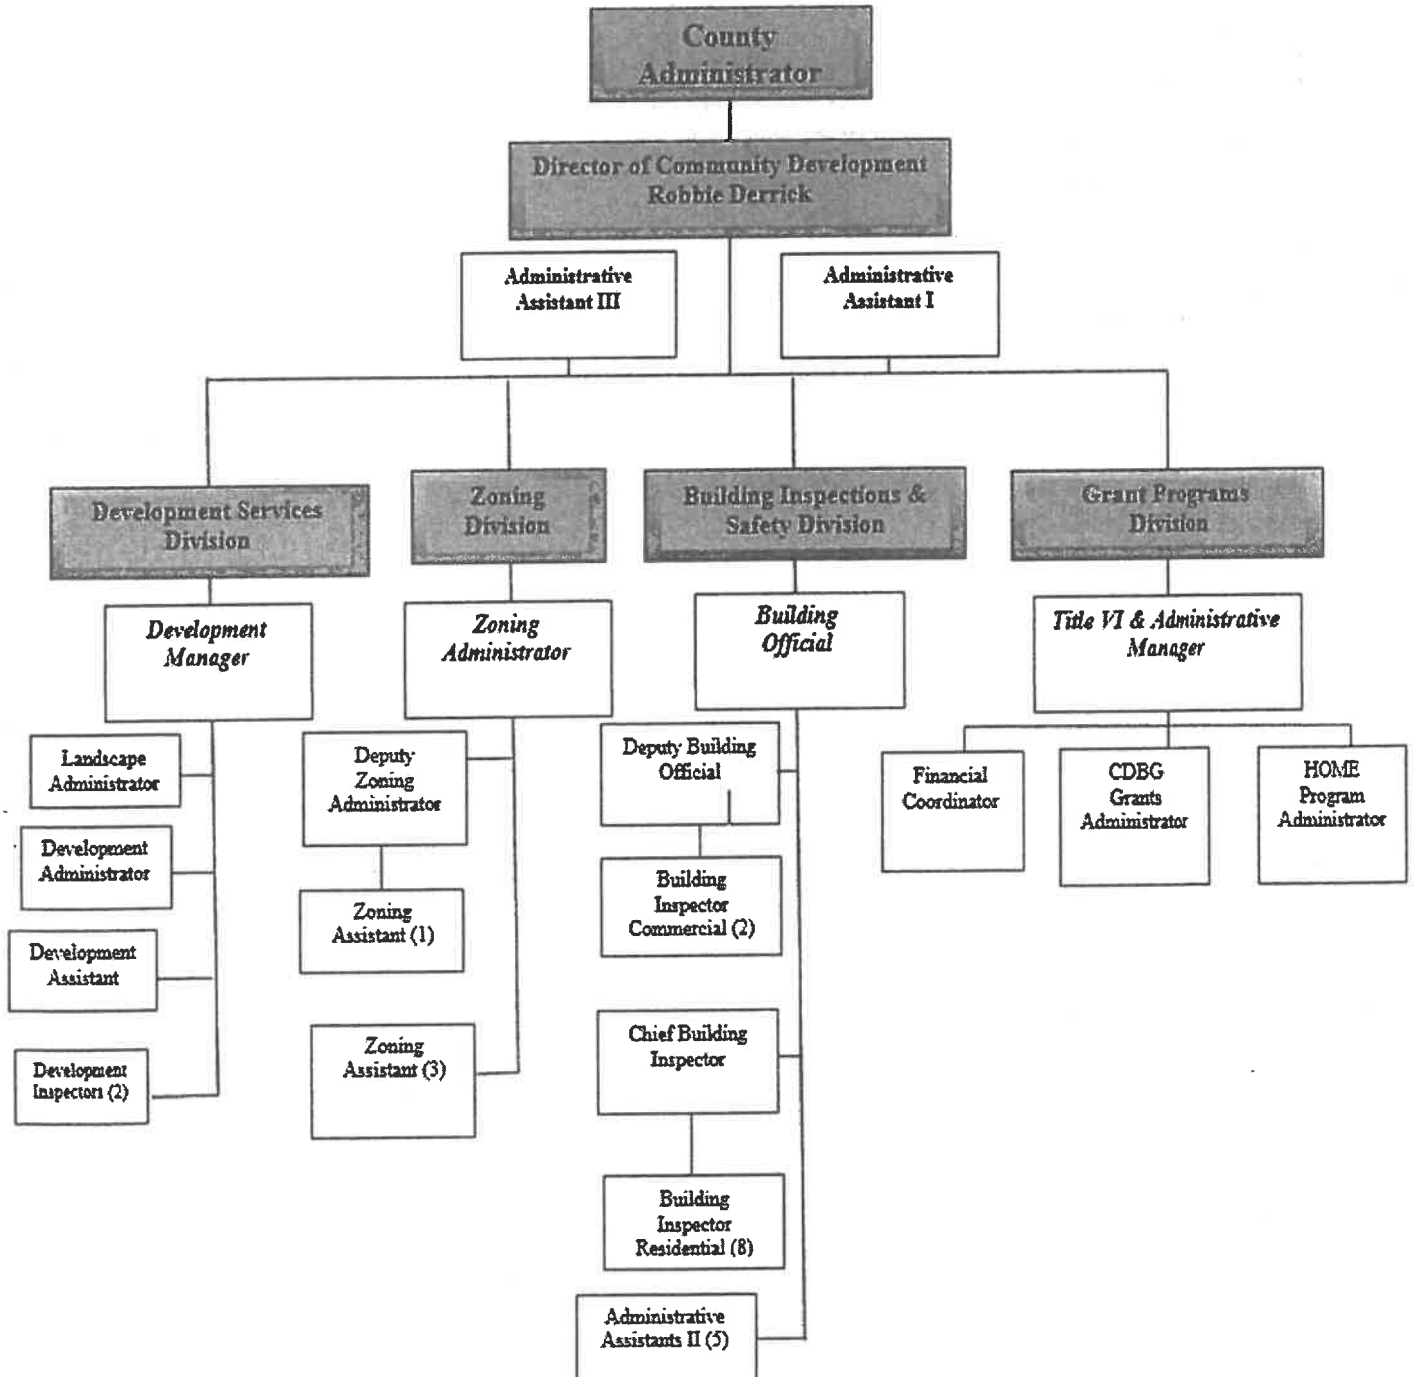 County
Administrator
Director of Community Development
Robbie Derrick
Administrative
Assistant III
Administrative
Assistant I
Development Services
Division
Zoning
Division
Building Inspections &
Safety Division
Grant Programs
Division
Development
Manager
Zoning
Administrator
Building
Official
Title VI & Administrative
Manager
Landscape
Administrator
Development
Administrator
Development
Assistant
Development
Inspectors (2)
Deputy
Zoning
Administrator
Zoning
Assistant (1)
Zoning
Assistant (3)
Deputy Building
Official
Building
Inspector
Commercial (2)
Chief Building
Inspector
Building
Inspector
Residential (8)
Administrative
Assistants II (5)
Financial
Coordinator
CDBG
Grants
Administrator
HOME
Program
Administrator